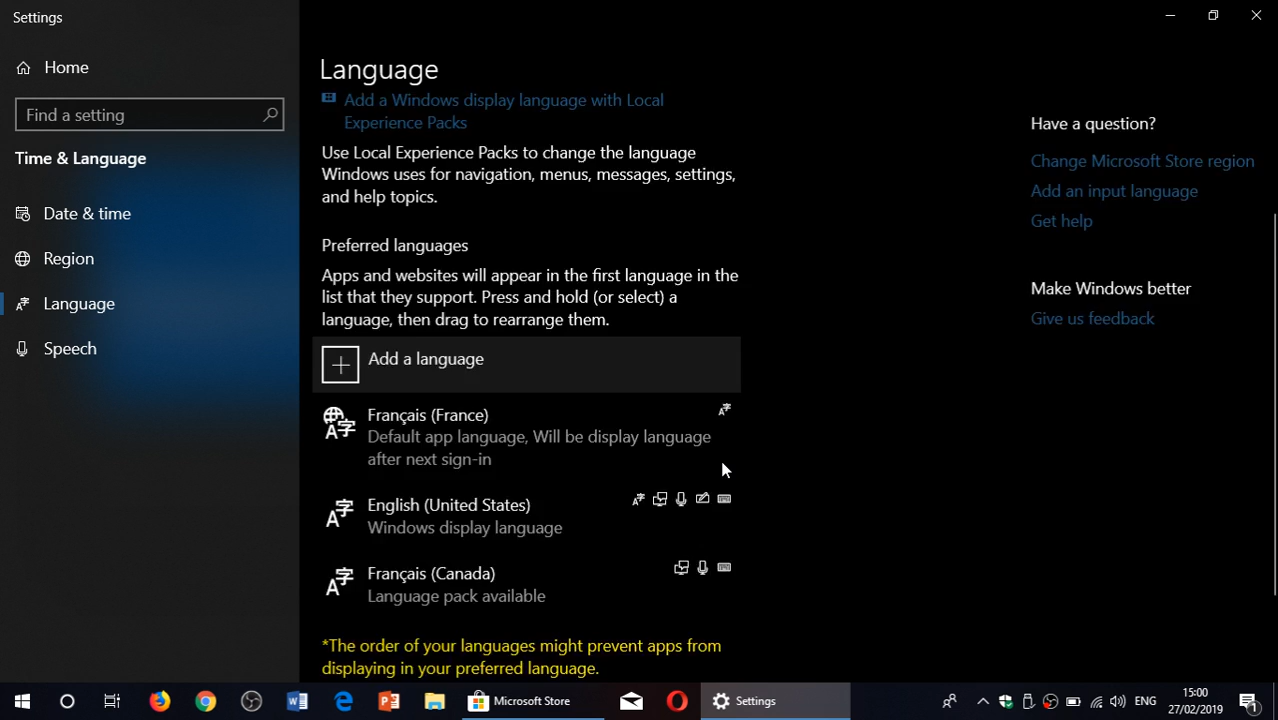 Settings
Home
Find a setting
Time & Language
Date & time
Region
Language
Speech
Language
Add a Windows display language with Local
Experience Packs
Use Local Experience Packs to change the language
Windows uses for navigation, menus, messages, settings,
and help topics.
Preferred languages
Apps and websites will appear in the first language in the
list that they support. Press and hold (or select) a
language, then drag to rearrange them.
Add a language
Français (France)
Default app language, Will be display language
after next sign-in
English (United States)
Windows display language
Français (Canada)
Language pack available
*The order of your languages might prevent apps from
displaying in your preferred language.
Have a question?
Change Microsoft Store region
Add an input language
Get help
Make Windows better
Give us feedback
Microsoft Store
Settings
ENG
15:00
27/02/2019
1